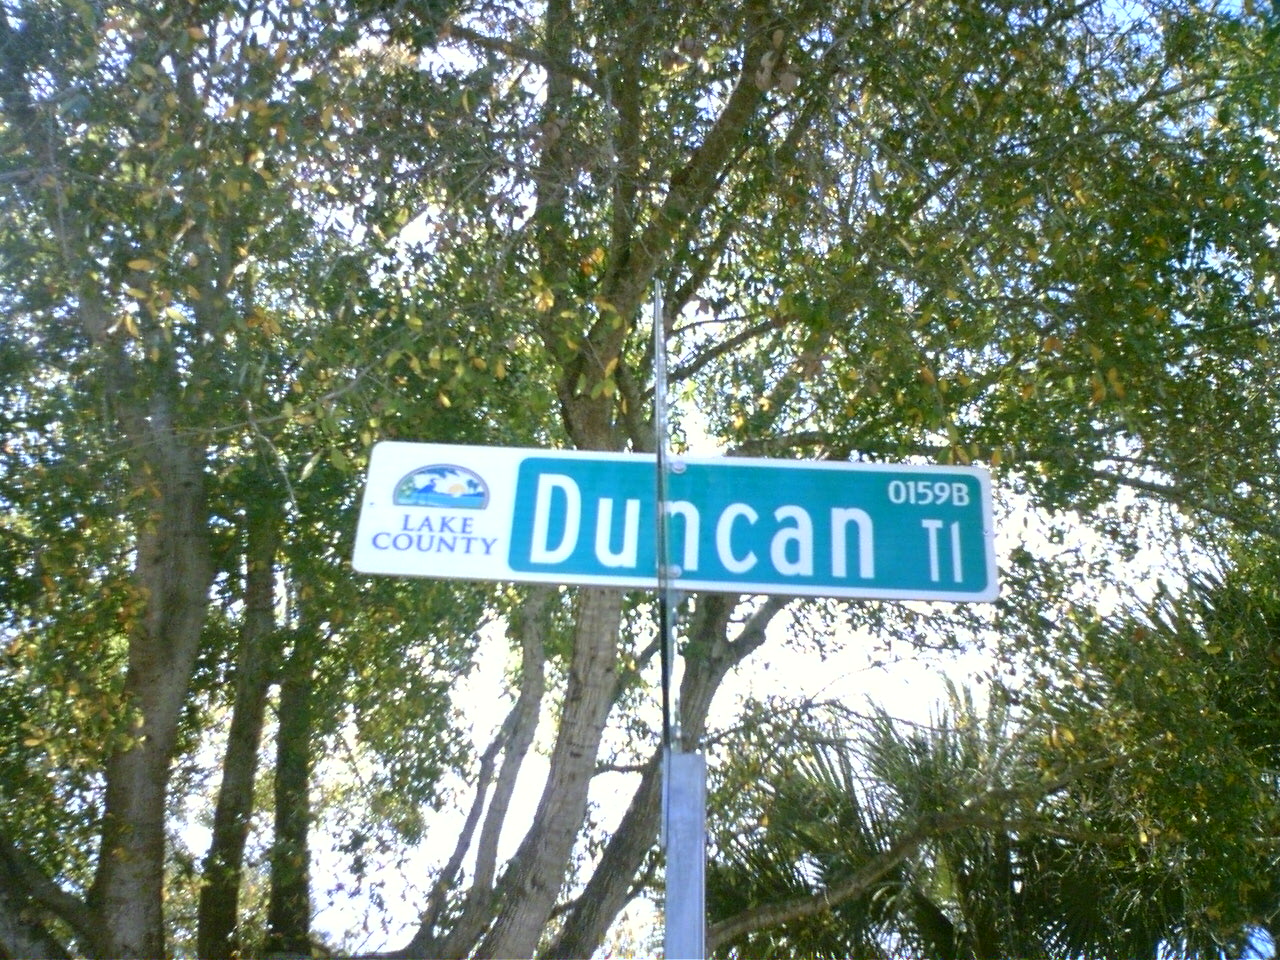 LAKE
COUNTY
Duncan Tl
0159B